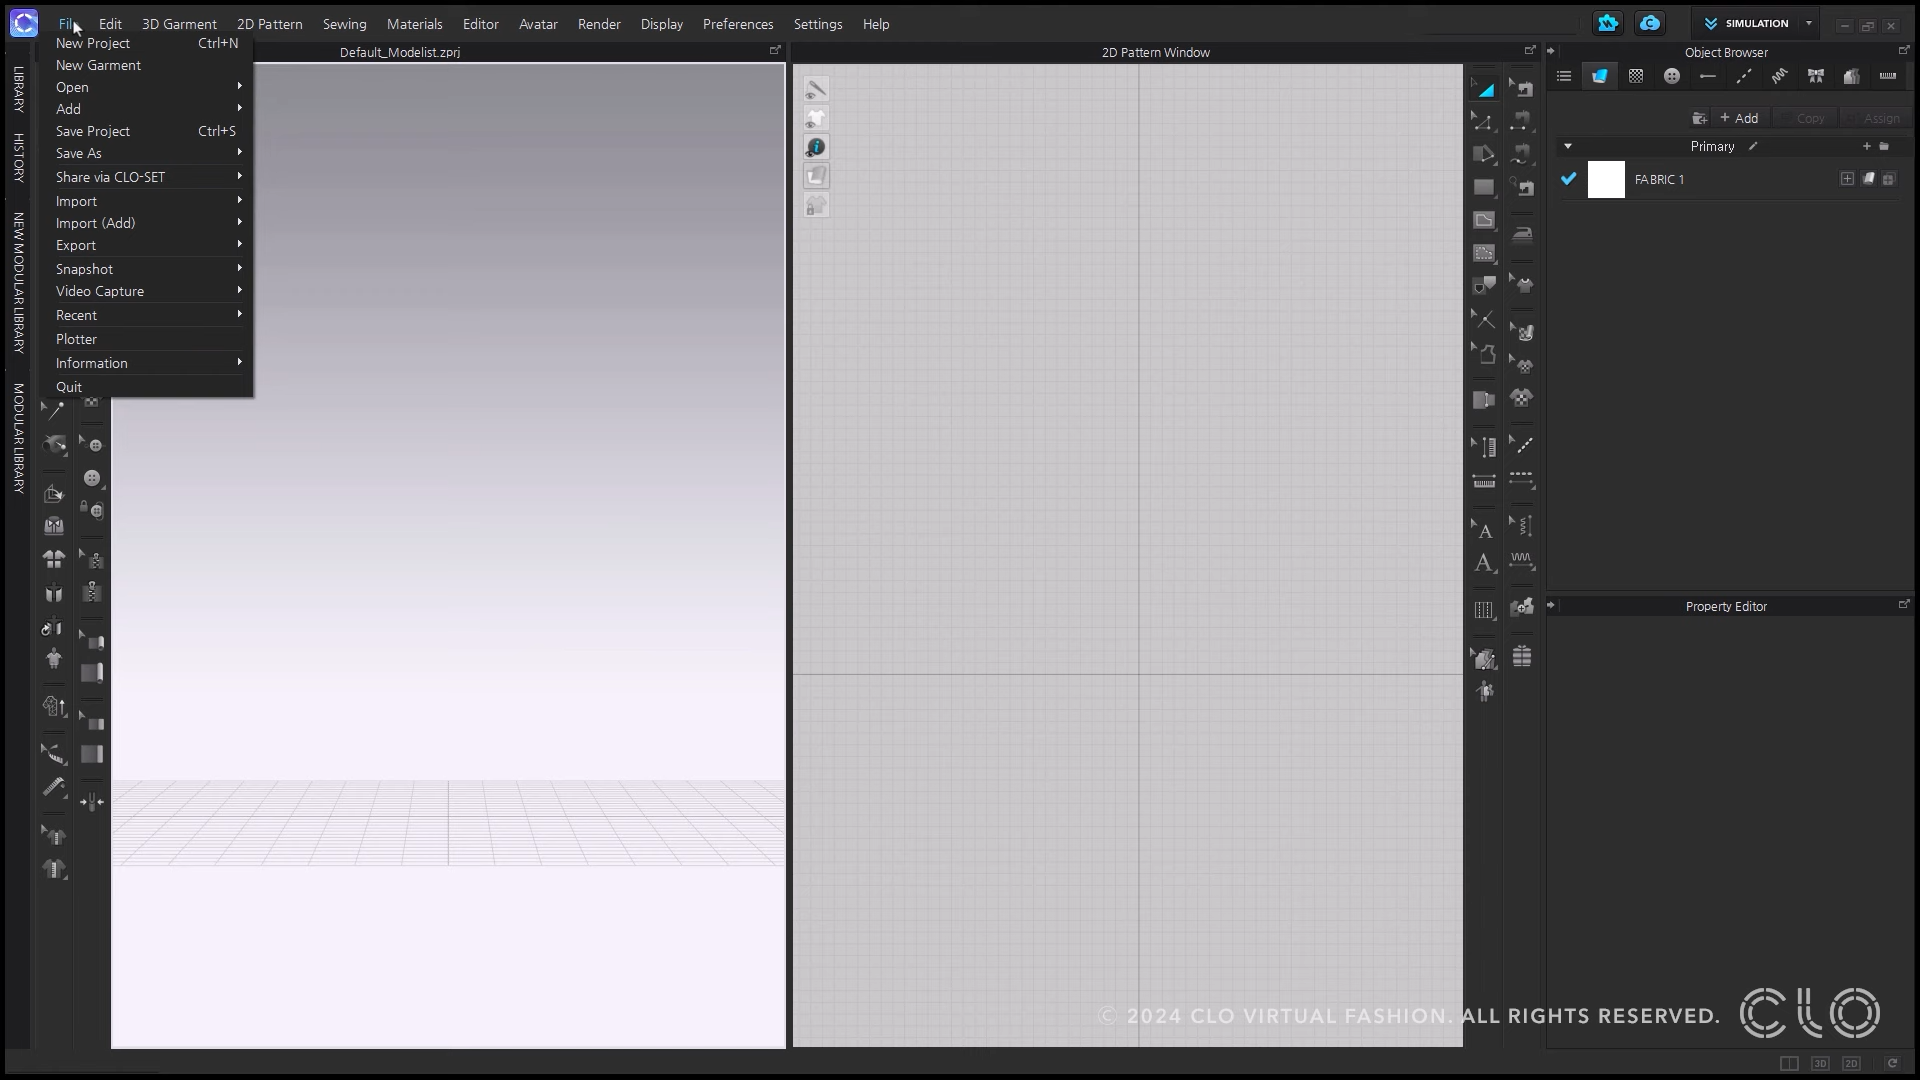 File Edit 3D Garment 2D Pattern Sewing Materials Editor Avatar Render Display Preferences Settings Help
SIMULATION
Default_Modelist.zprj
2D Pattern Window
Object Browser
New Project Ctrl+N
New Garment
Open
Add
Save Project Ctrl+S
Save As
Share via CLO-SET
Import
Import (Add)
Export
Snapshot
Video Capture
Recent
Plotter
Information
Quit
LIBRARY
HISTORY
NEW MODULAR LIBRARY
MODULAR LIBRARY
+ Add Copy Assign
Primary
FABRIC 1
A
A
Property Editor
© 2024 CLO VIRTUAL FASHION. ALL RIGHTS RESERVED. CLO
3D 2D